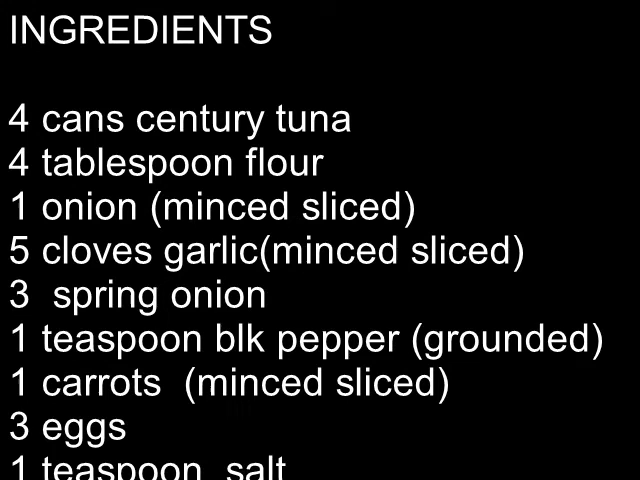 INGREDIENTS
4 cans century tuna
4 tablespoon flour
1 onion (minced sliced)
5 cloves garlic(minced sliced)
3  spring onion
1 teaspoon blk pepper (grounded)
1 carrots  (minced sliced)
3 eggs
1 teaspoon  salt